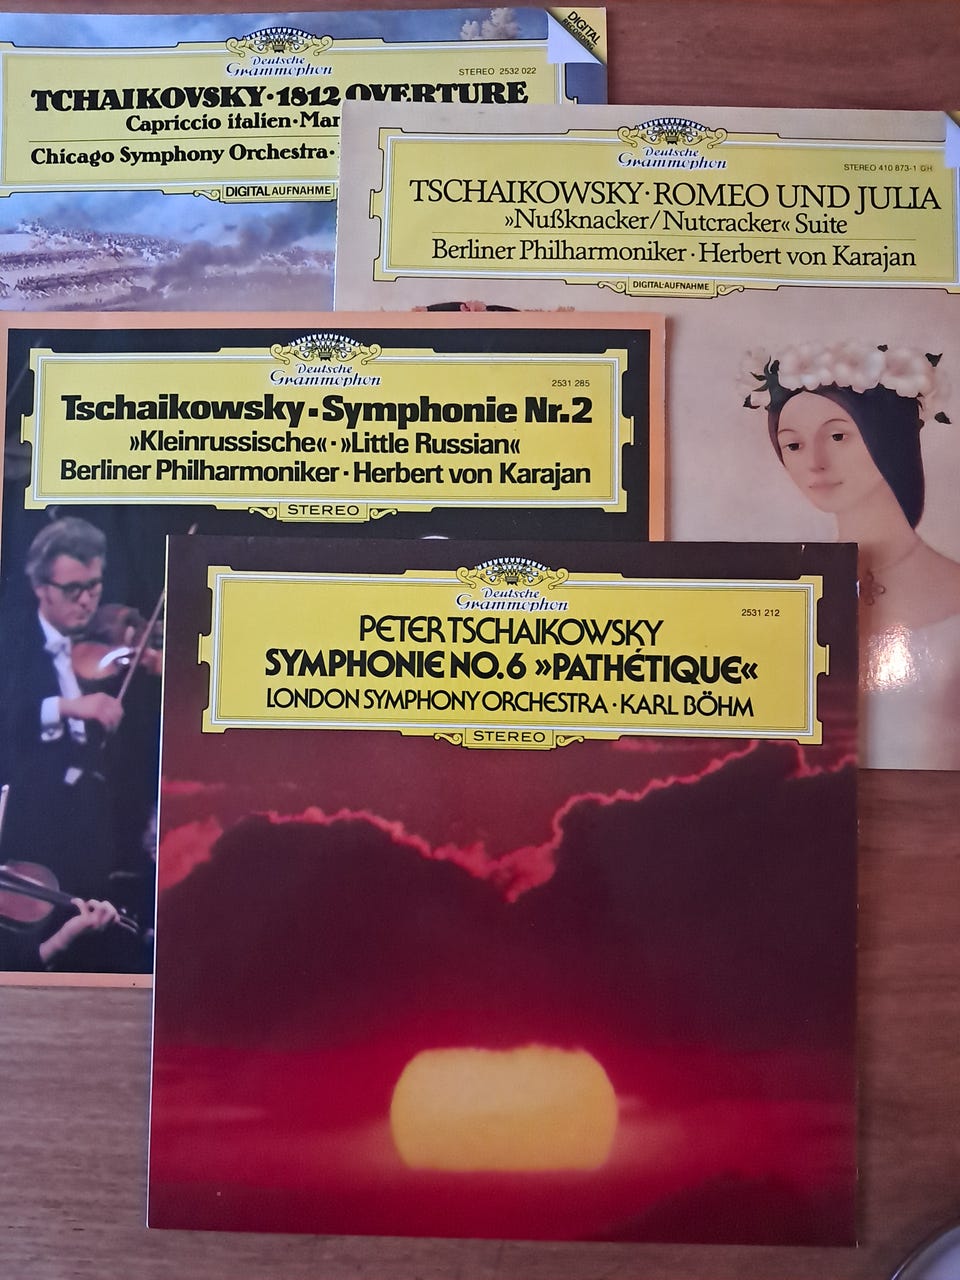 DIGITAL
RECORDING
Deutsche
Grammophon
STEREO 2532 022
TCHAIKOVSKY·1812 OVERTURE
Capriccio italien·Mar
Chicago Symphony Orchestra·
DIGITAL AUFNAHME
Deutsche
Grammophon
STEREO 410 873-1 GH
TSCHAIKOWSKY·ROMEO UND JULIA
»Nußknacker/Nutcracker« Suite
Berliner Philharmoniker·Herbert von Karajan
DIGITAL-AUFNAHME
Deutsche
Grammophon
2531 285
Tschaikowsky·Symphonie Nr.2
»Kleinrussische«·»Little Russian«
Berliner Philharmoniker·Herbert von Karajan
STEREO
Deutsche
Grammophon
2531 212
PETER TSCHAIKOWSKY
SYMPHONIE NO.6 »PATHÉTIQUE«
LONDON SYMPHONY ORCHESTRA·KARL BÖHM
STEREO